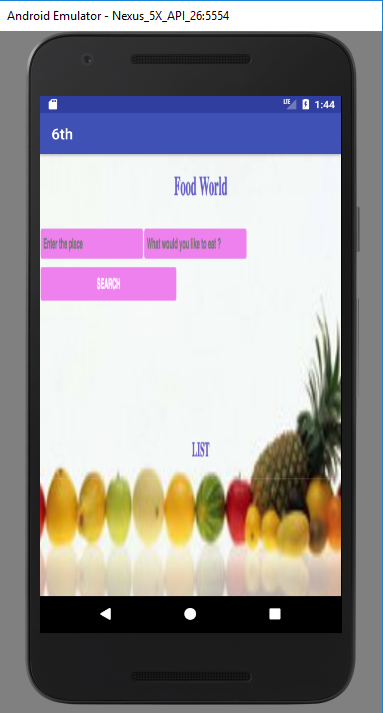 Android Emulator - Nexus_5X_API_26:5554
LTE 1:44
6th
Food World
Enter the place What would you like to eat ?
SEARCH
LIST